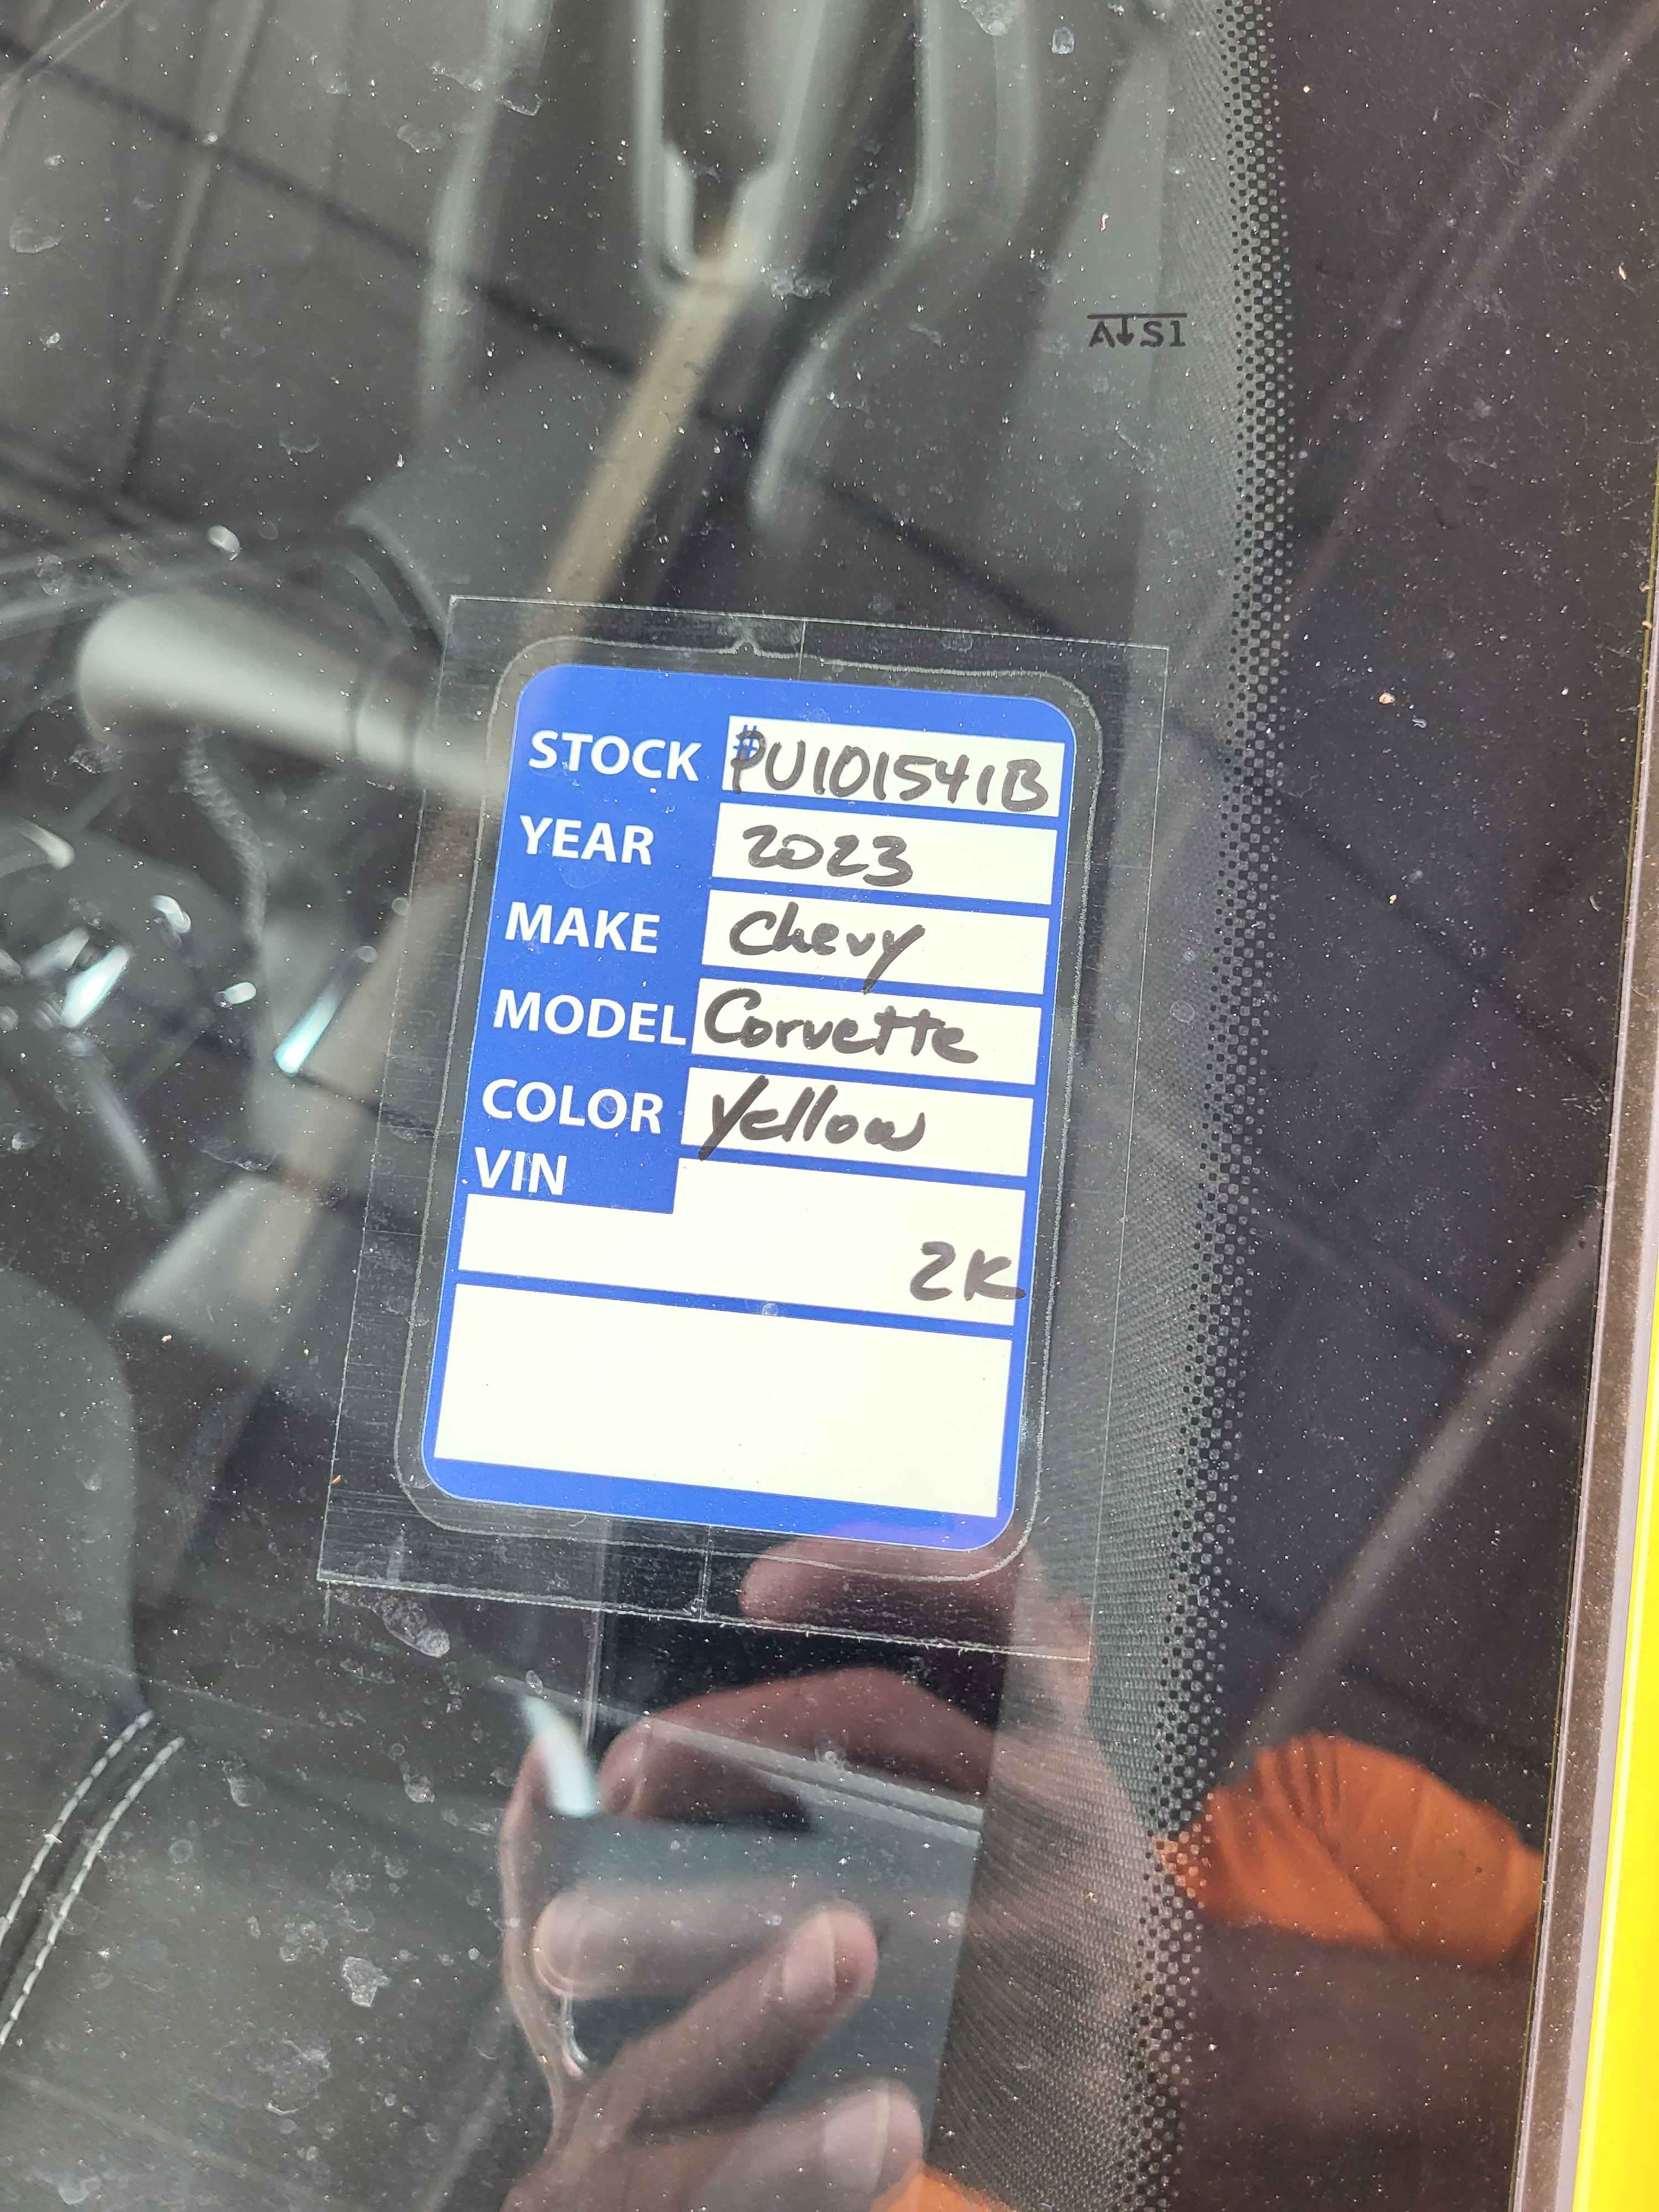 A↓S1
STOCK #PU101541B
YEAR 2023
MAKE Chevy
MODEL Corvette
COLOR Yellow
VIN
2K